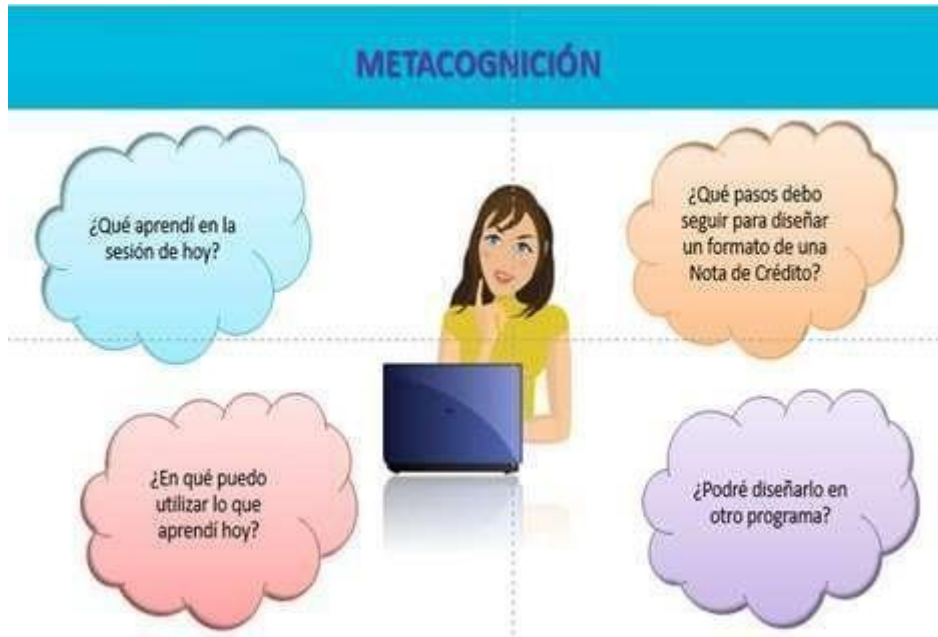 METACOGNICIÓN
¿Qué aprendí en la
sesión de hoy?
¿Qué pasos debo
seguir para diseñar
un formato de una
Nota de Crédito?
¿En qué puedo
utilizar lo que
aprendí hoy?
¿Podré diseñarlo en
otro programa?